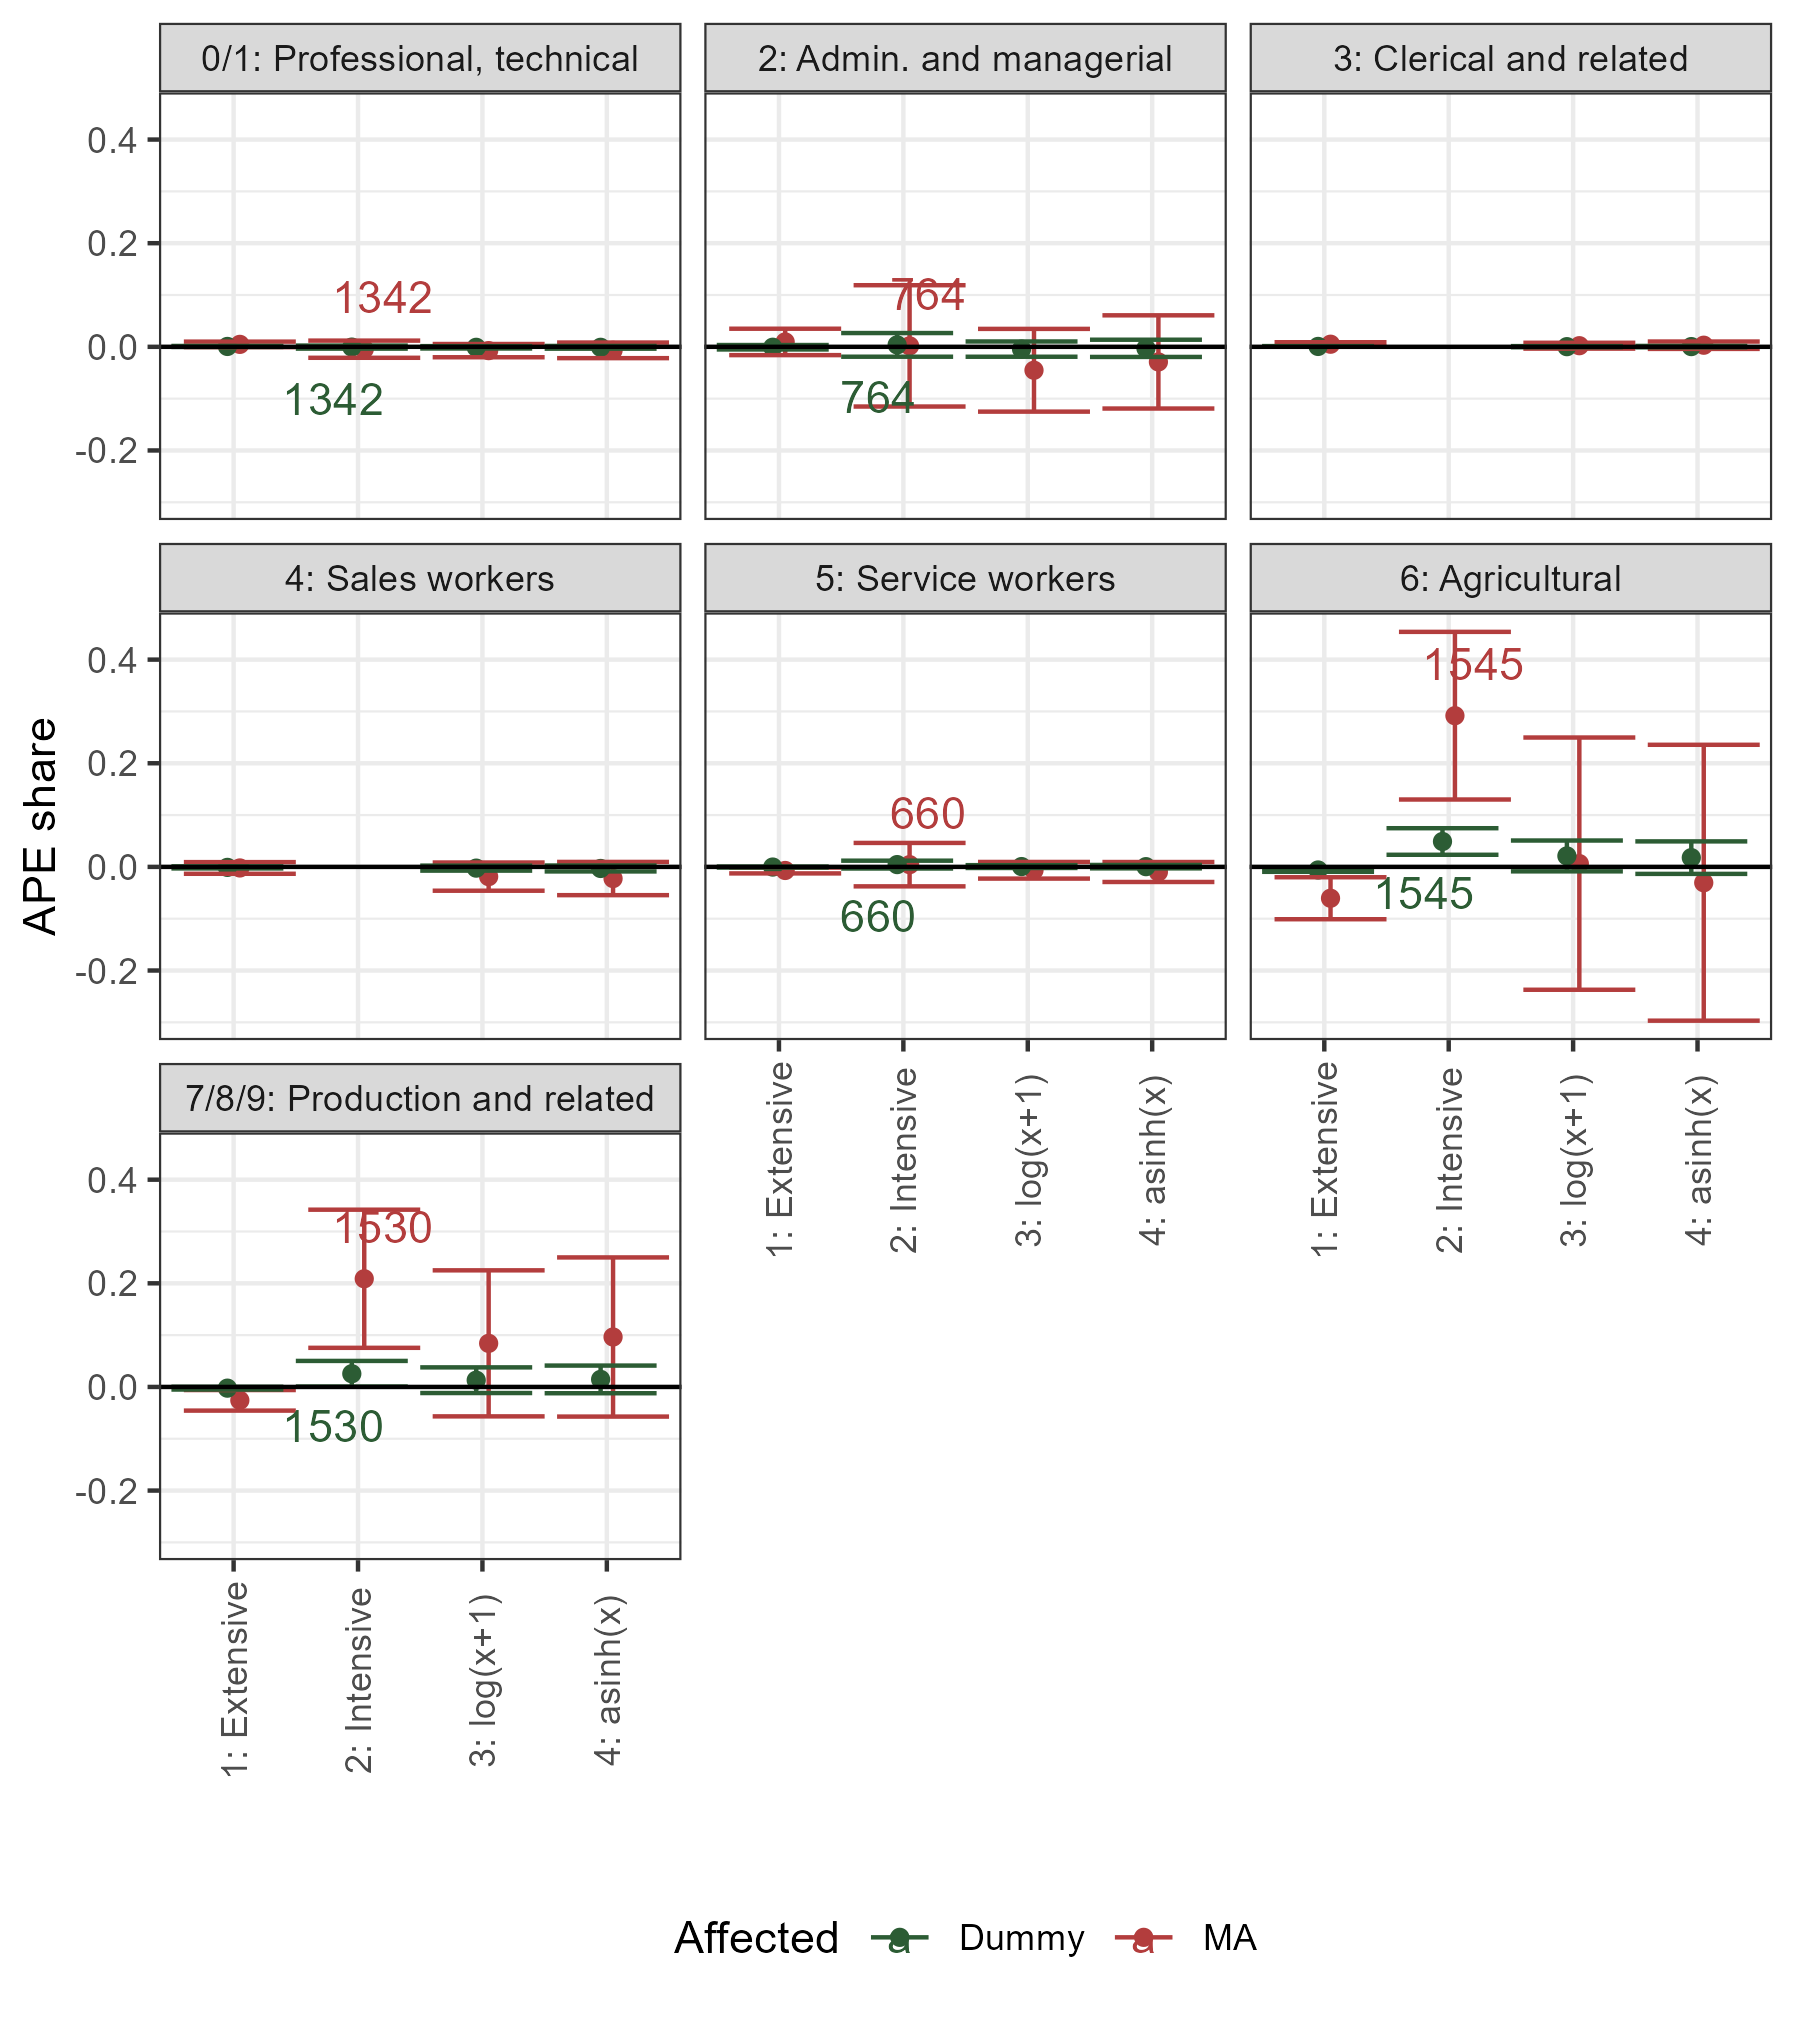 0/1: Professional, technical
2: Admin. and managerial
3: Clerical and related
0.4
0.2
0.0
-0.2
1342
1342
764
764
4: Sales workers
5: Service workers
6: Agricultural
APE share
0.4
0.2
0.0
-0.2
660
660
1545
1545
1: Extensive
2: Intensive
3: log(x+1)
4: asinh(x)
1: Extensive
2: Intensive
3: log(x+1)
4: asinh(x)
7/8/9: Production and related
0.4
0.2
0.0
-0.2
1530
1530
1: Extensive
2: Intensive
3: log(x+1)
4: asinh(x)
Affected a Dummy a MA